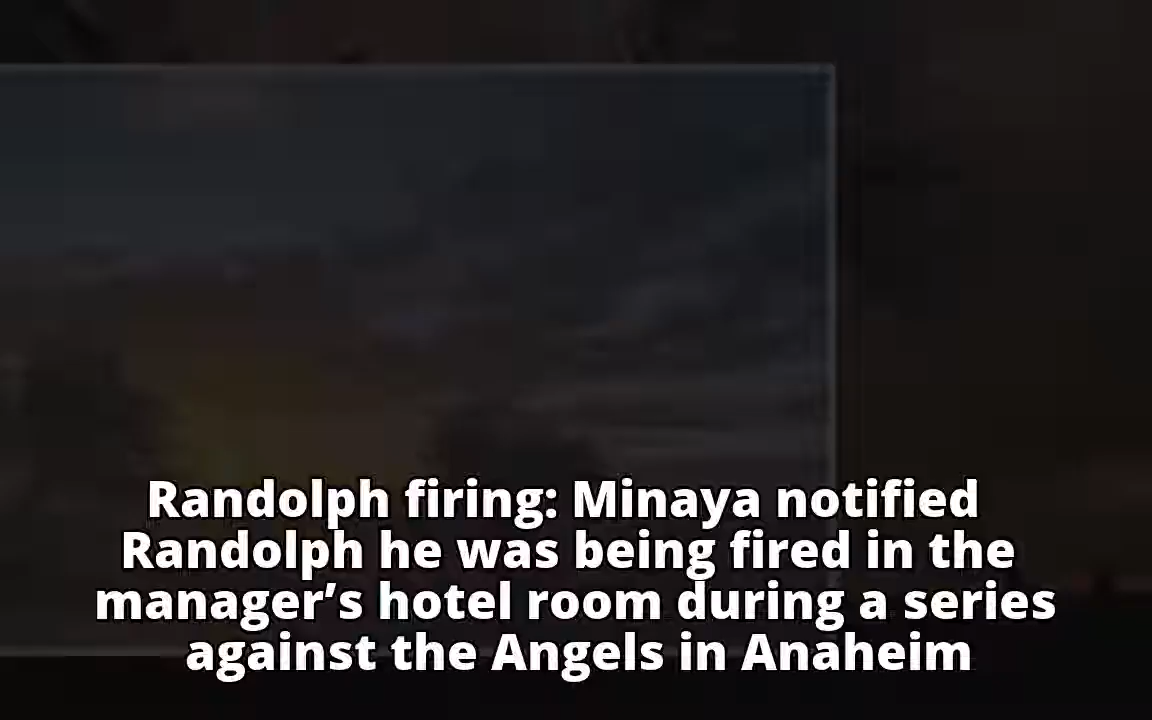 Randolph firing: Minaya notified
Randolph he was being fired in the
manager’s hotel room during a series
against the Angels in Anaheim